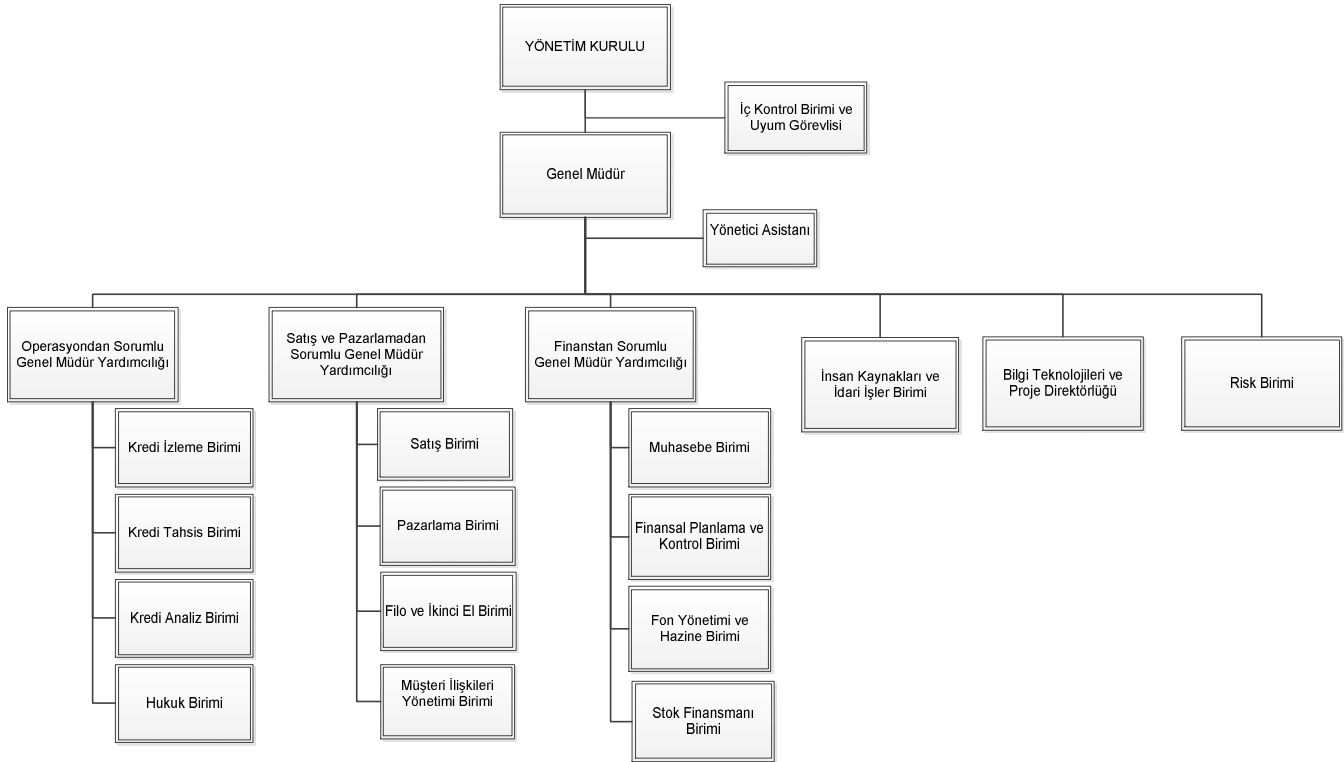 YÖNETİM KURULU
İç Kontrol Birimi ve
Uyum Görevlisi
Genel Müdür
Yönetici Asistanı
Operasyondan Sorumlu
Genel Müdür Yardımcılığı
Satış ve Pazarlamadan
Sorumlu Genel Müdür
Yardımcılığı
Finanstan Sorumlu
Genel Müdür Yardımcılığı
İnsan Kaynakları ve
İdari İşler Birimi
Bilgi Teknolojileri ve
Proje Direktörlüğü
Risk Birimi
Kredi İzleme Birimi
Kredi Tahsis Birimi
Kredi Analiz Birimi
Hukuk Birimi
Satış Birimi
Pazarlama Birimi
Filo ve İkinci El Birimi
Müşteri İlişkileri
Yönetimi Birimi
Muhasebe Birimi
Finansal Planlama ve
Kontrol Birimi
Fon Yönetimi ve
Hazine Birimi
Stok Finansmanı
Birimi